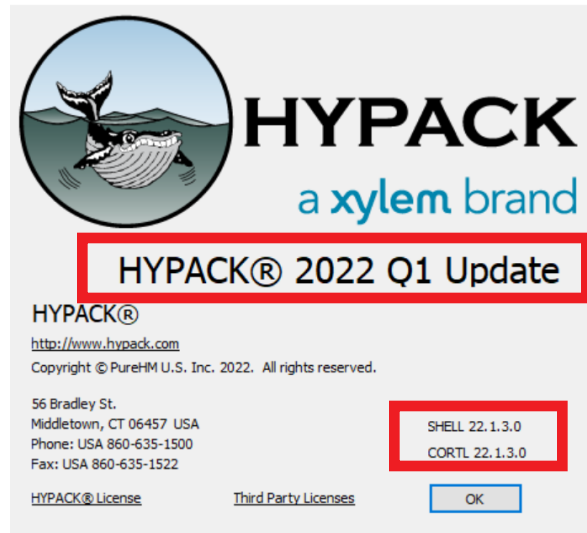 HYPACK
a xylem brand
HYPACK® 2022 Q1 Update
HYPACK®
http://www.hypack.com
Copyright © PureHM U.S. Inc. 2022. All rights reserved.
56 Bradley St.
Middletown, CT 06457 USA
Phone: USA 860-635-1500
Fax: USA 860-635-1522
SHELL 22.1.3.0
CORTL 22.1.3.0
HYPACK® License
Third Party Licenses
OK